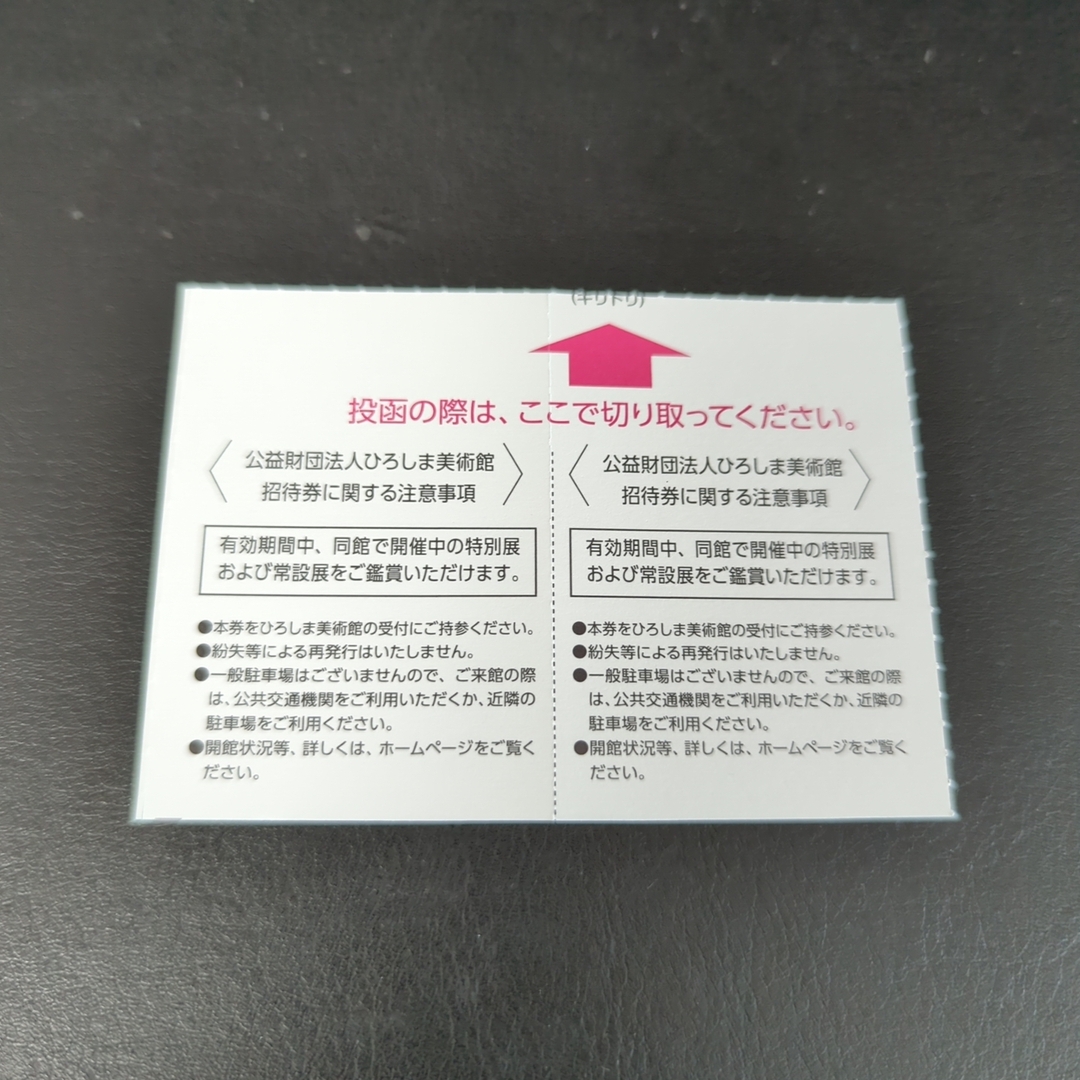 (キリトリ)
投函の際は、ここで切り取ってください。
公益財団法人ひろしま美術館
招待券に関する注意事項
有効期間中、同館で開催中の特別展
および常設展をご鑑賞いただけます。
●本券をひろしま美術館の受付にご持参ください。
●紛失等による再発行はいたしません。
●一般駐車場はございませんので、ご来館の際
は、公共交通機関をご利用いただくか、近隣の
駐車場をご利用ください。
●開館状況等、詳しくは、ホームページをご覧く
ださい。
公益財団法人ひろしま美術館
招待券に関する注意事項
有効期間中、同館で開催中の特別展
および常設展をご鑑賞いただけます。
●本券をひろしま美術館の受付にご持参ください。
●紛失等による再発行はいたしません。
●一般駐車場はございませんので、ご来館の際
は、公共交通機関をご利用いただくか、近隣の
駐車場をご利用ください。
●開館状況等、詳しくは、ホームページをご覧く
ださい。